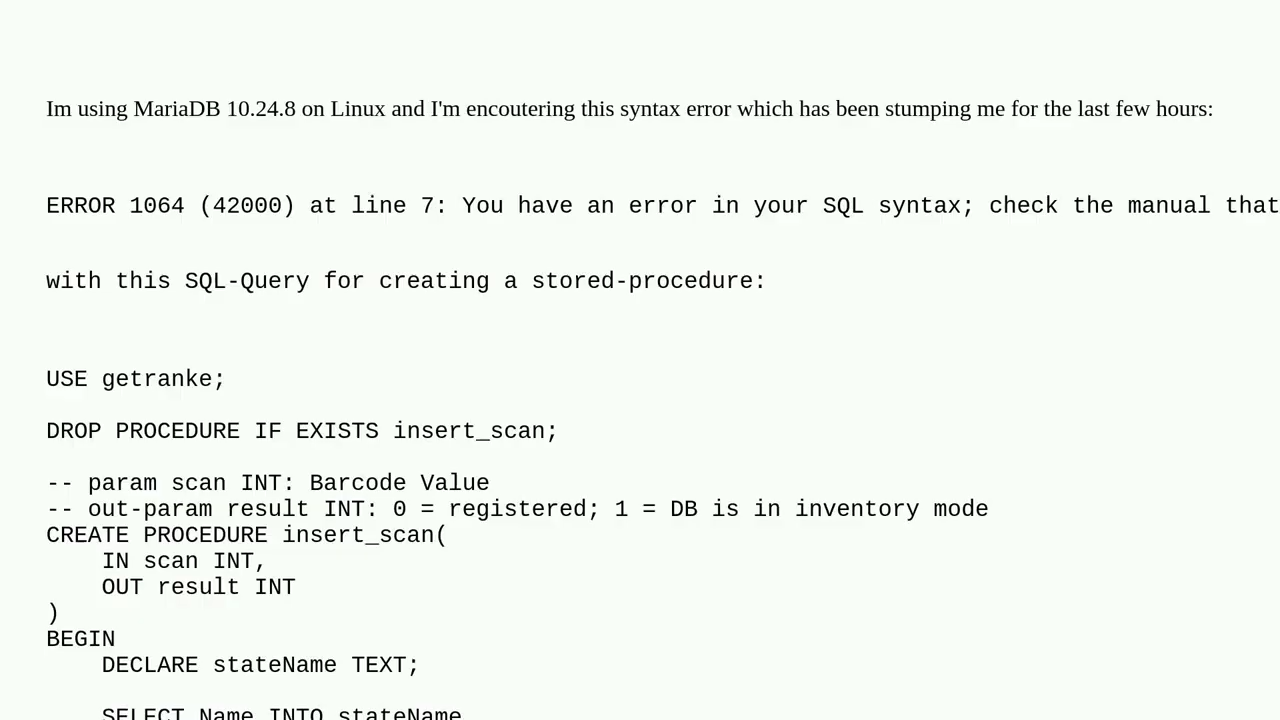 Im using MariaDB 10.24.8 on Linux and I'm encoutering this syntax error which has been stumping me for the last few hours:
ERROR 1064 (42000) at line 7: You have an error in your SQL syntax; check the manual that
with this SQL-Query for creating a stored-procedure:
USE getranke;
DROP PROCEDURE IF EXISTS insert_scan;
-- param scan INT: Barcode Value
-- out-param result INT: 0 = registered; 1 = DB is in inventory mode
CREATE PROCEDURE insert_scan(
    IN scan INT,
    OUT result INT
)
BEGIN
    DECLARE stateName TEXT;
    SELECT Name INTO stateName